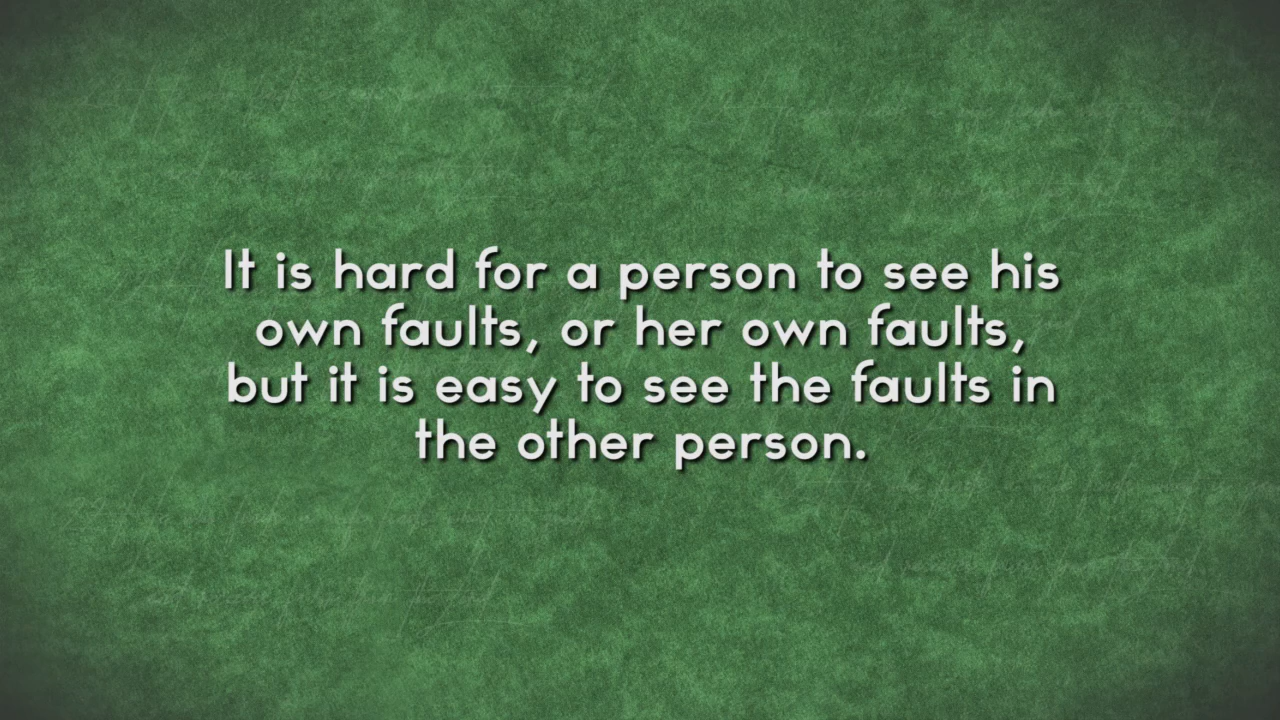 It is hard for a person to see his
own faults, or her own faults,
but it is easy to see the faults in
the other person.